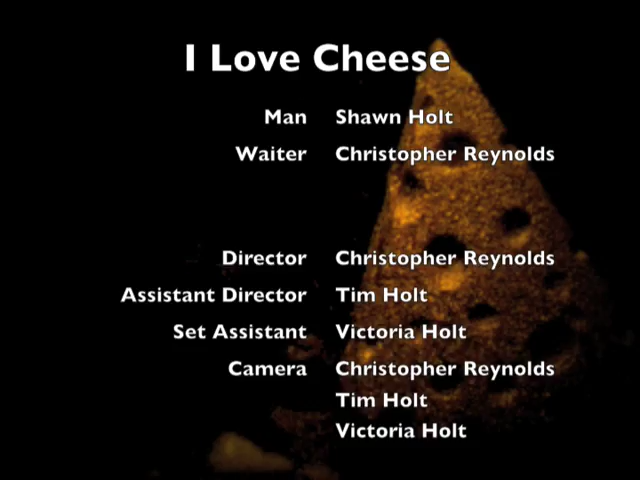 I Love Cheese
Man Shawn Holt
Waiter Christopher Reynolds
Director Christopher Reynolds
Assistant Director Tim Holt
Set Assistant Victoria Holt
Camera Christopher Reynolds
Tim Holt
Victoria Holt